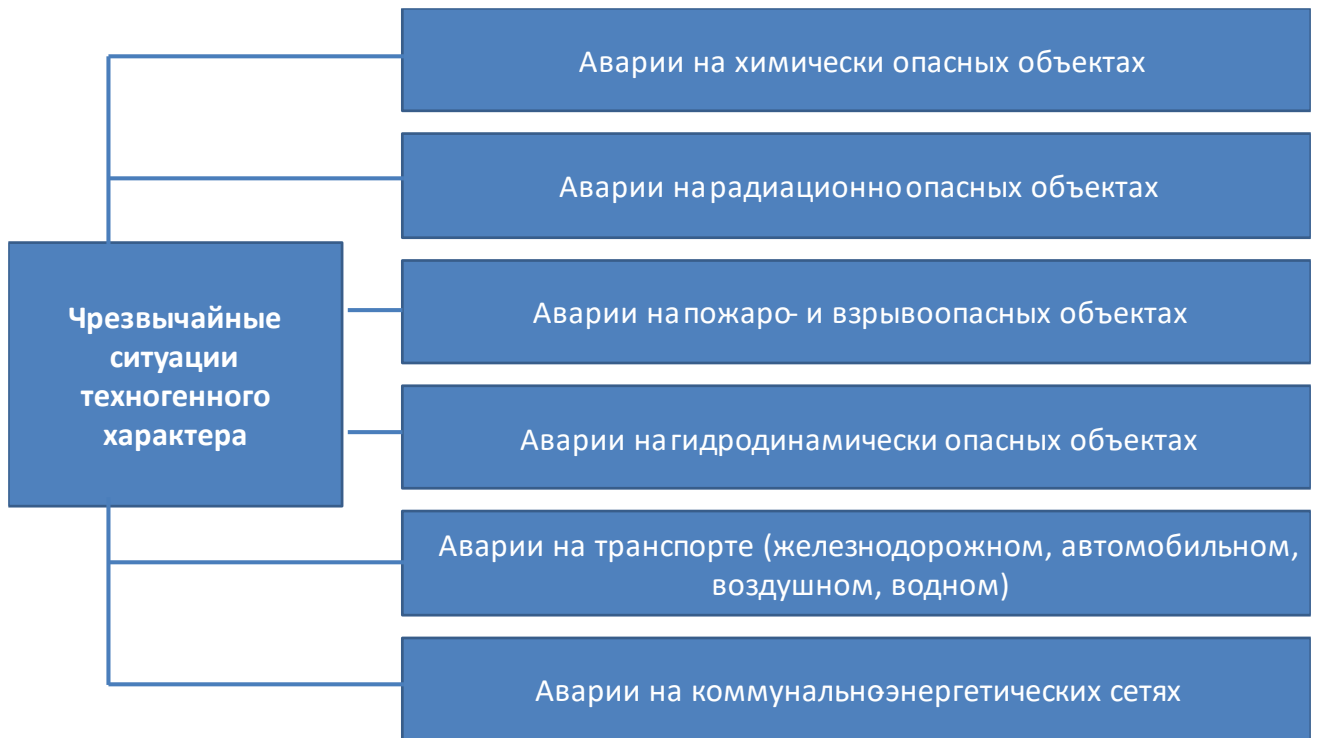 Аварии на химически опасных объектах
Аварии на радиационно опасных объектах
Чрезвычайные
ситуации
техногенного
характера
Аварии на пожаро- и взрывоопасных объектах
Аварии на гидродинамически опасных объектах
Аварии на транспорте (железнодорожном, автомобильном,
воздушном, водном)
Аварии на коммунально-энергетических сетях